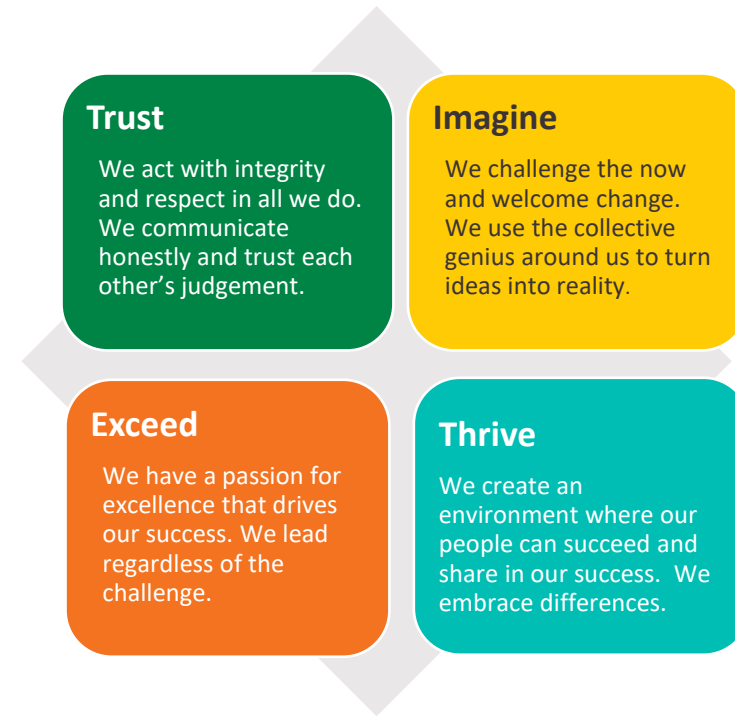 Trust
We act with integrity
and respect in all we do.
We communicate
honestly and trust each
other’s judgement.
Imagine
We challenge the now
and welcome change.
We use the collective
genius around us to turn
ideas into reality.
Exceed
We have a passion for
excellence that drives
our success. We lead
regardless of the
challenge.
Thrive
We create an
environment where our
people can succeed and
share in our success.  We
embrace differences.